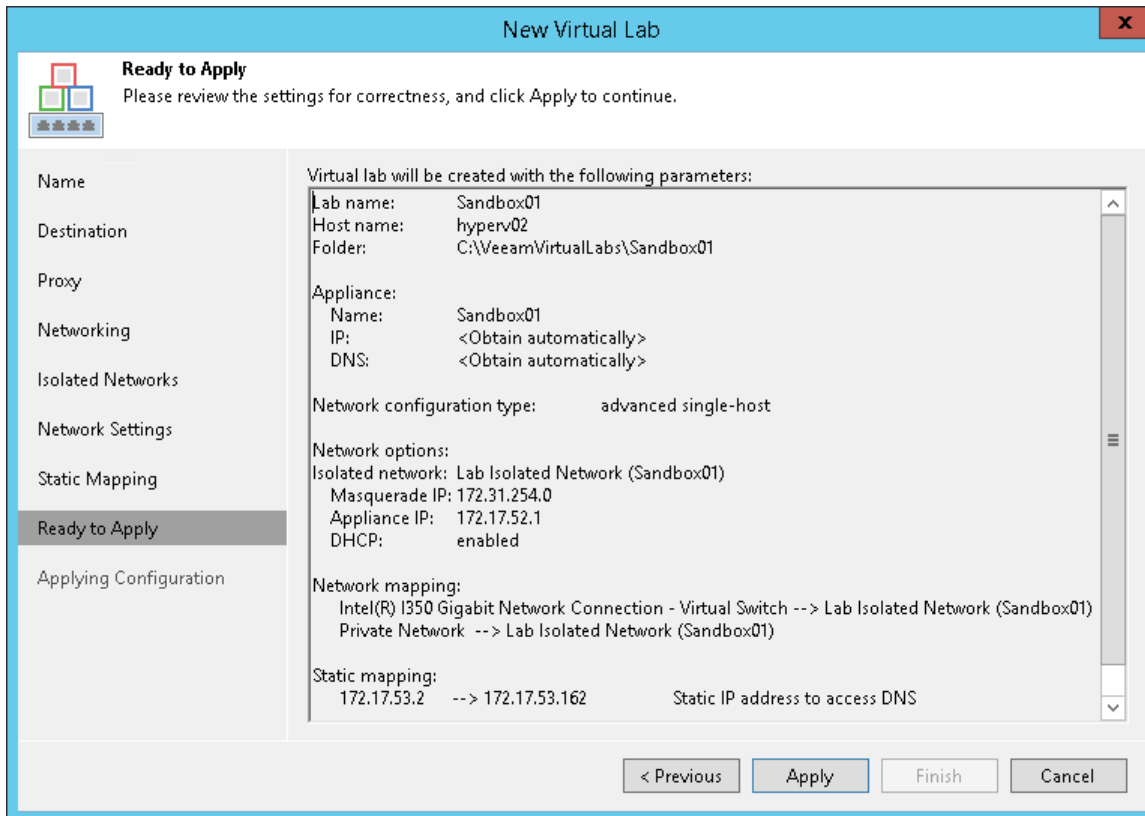 New Virtual Lab
x
Ready to Apply
Please review the settings for correctness, and click Apply to continue.
Name
Destination
Proxy
Networking
Isolated Networks
Network Settings
Static Mapping
Ready to Apply
Applying Configuration
Virtual lab will be created with the following parameters:
Lab name: Sandbox01
Host name: hyperv02
Folder: C:\VeeamVirtualLabs\Sandbox01
Appliance:
Name: Sandbox01
IP: <Obtain automatically>
DNS: <Obtain automatically>
Network configuration type: advanced single-host
Network options:
Isolated network: Lab Isolated Network (Sandbox01)
Masquerade IP: 172.31.254.0
Appliance IP: 172.17.52.1
DHCP: enabled
Network mapping:
Intel(R) I350 Gigabit Network Connection - Virtual Switch --> Lab Isolated Network (Sandbox01)
Private Network --> Lab Isolated Network (Sandbox01)
Static mapping:
172.17.53.2 --> 172.17.53.162 Static IP address to access DNS
< Previous Apply Finish Cancel